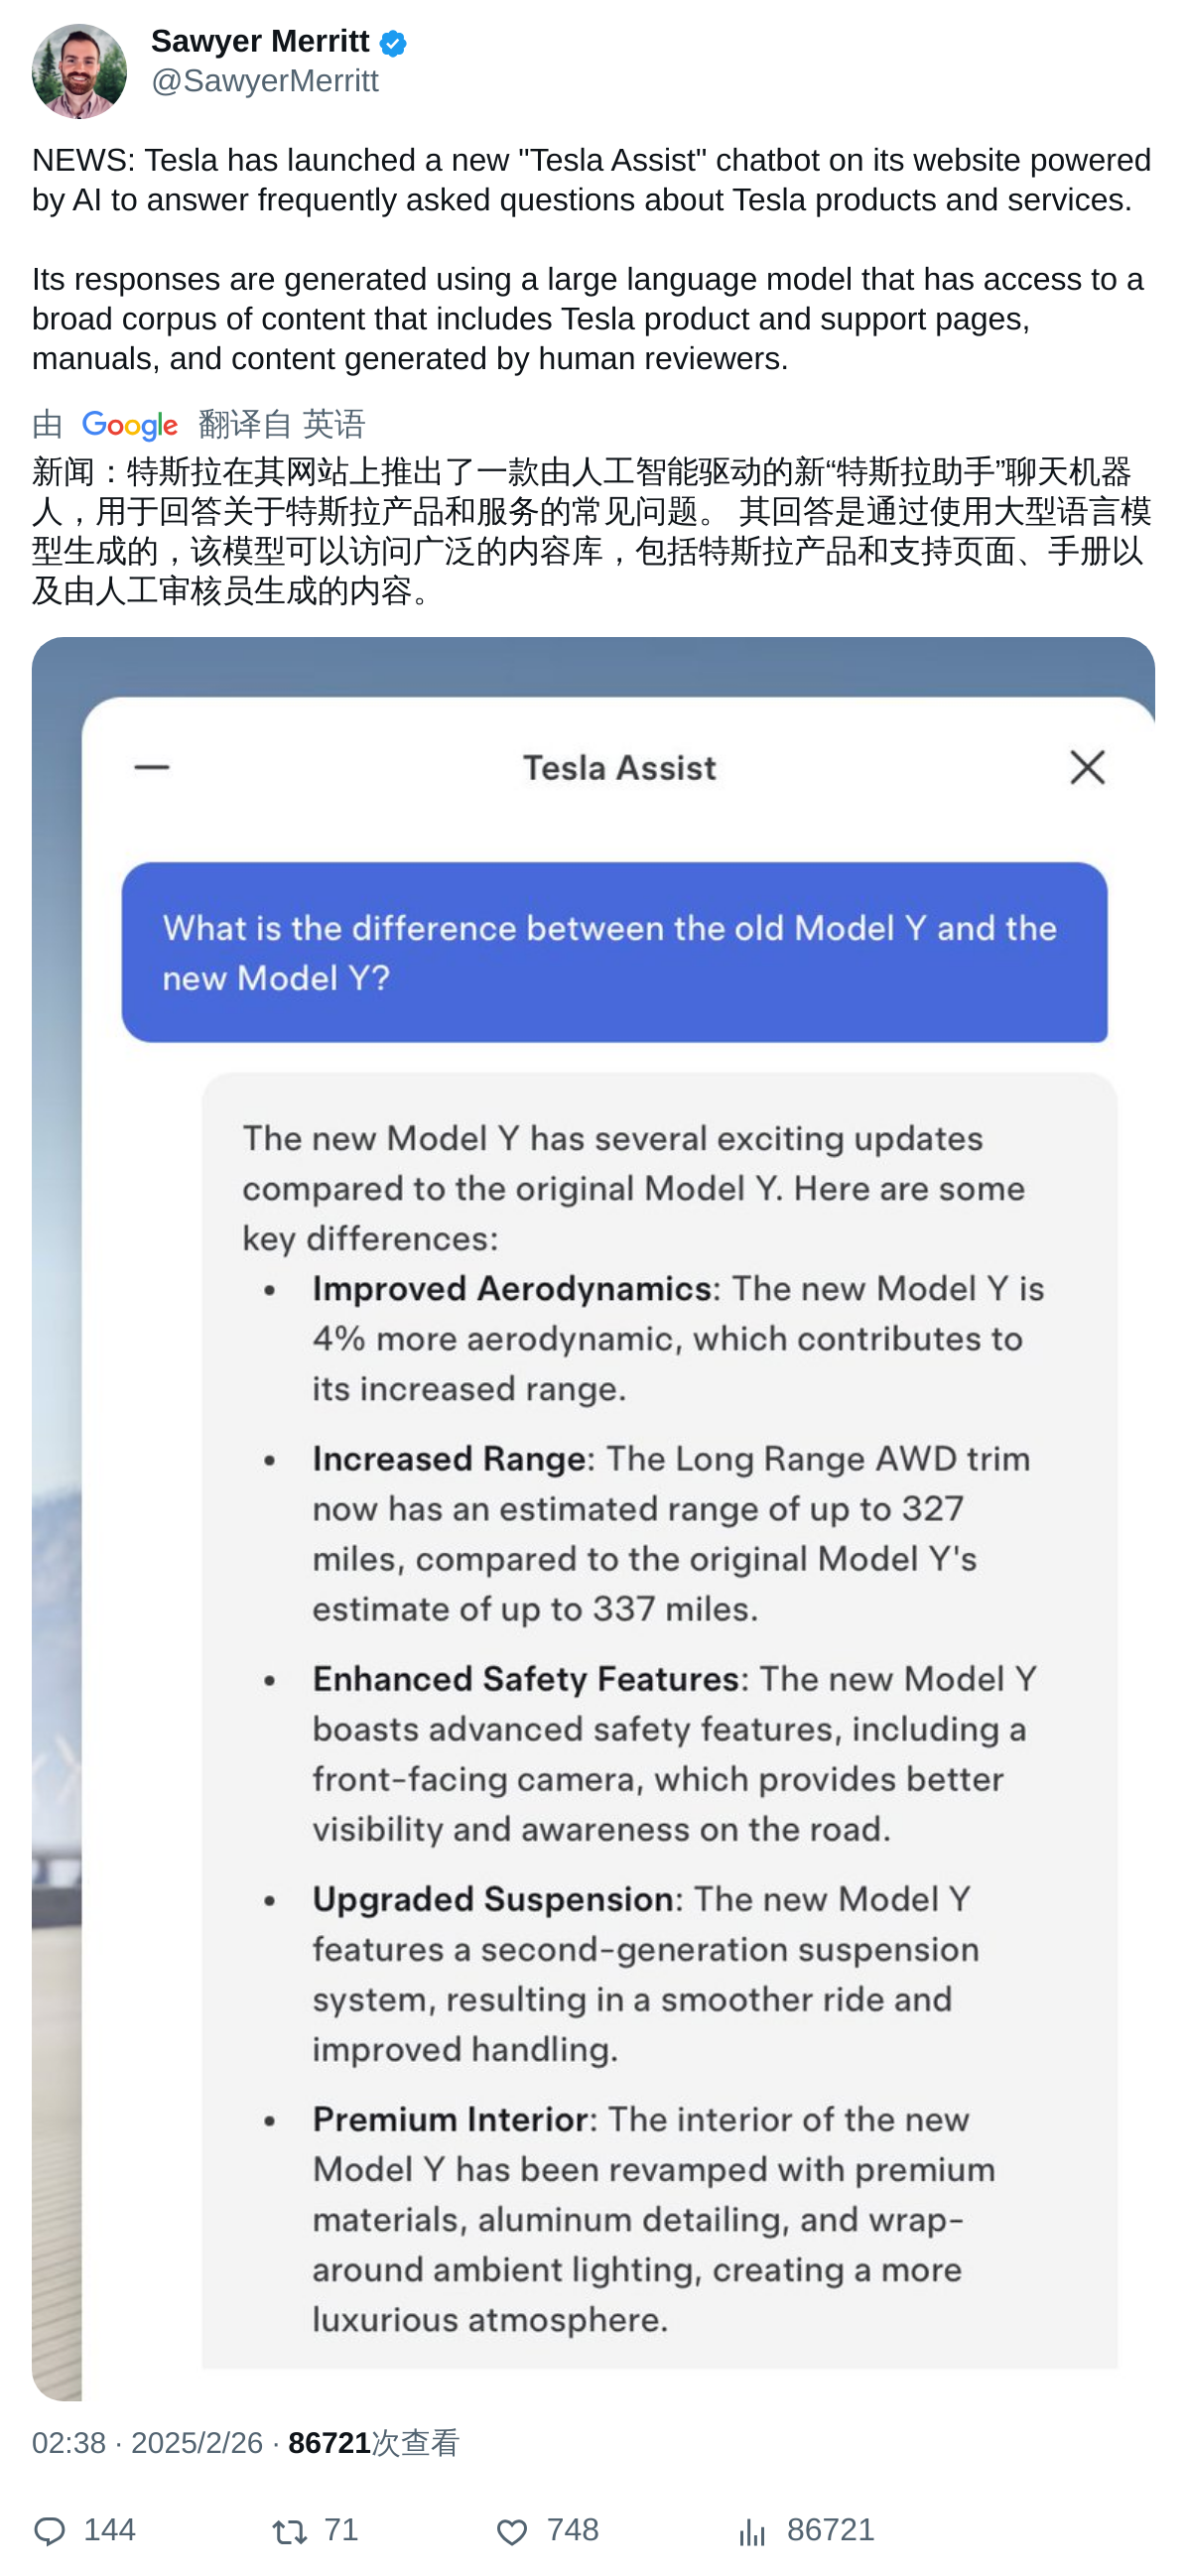 Sawyer Merritt
@SawyerMerritt
NEWS: Tesla has launched a new "Tesla Assist" chatbot on its website powered
by AI to answer frequently asked questions about Tesla products and services.
Its responses are generated using a large language model that has access to a
broad corpus of content that includes Tesla product and support pages,
manuals, and content generated by human reviewers.
由 Google 翻译自 英语
新闻：特斯拉在其网站上推出了一款由人工智能驱动的新“特斯拉助手”聊天机器
人，用于回答关于特斯拉产品和服务的常见问题。 其回答是通过使用大型语言模
型生成的，该模型可以访问广泛的内容库，包括特斯拉产品和支持页面、手册以
及由人工审核员生成的内容。
Tesla Assist
What is the difference between the old Model Y and the
new Model Y?
The new Model Y has several exciting updates
compared to the original Model Y. Here are some
key differences:
• Improved Aerodynamics: The new Model Y is
4% more aerodynamic, which contributes to
its increased range.
• Increased Range: The Long Range AWD trim
now has an estimated range of up to 327
miles, compared to the original Model Y's
estimate of up to 337 miles.
• Enhanced Safety Features: The new Model Y
boasts advanced safety features, including a
front-facing camera, which provides better
visibility and awareness on the road.
• Upgraded Suspension: The new Model Y
features a second-generation suspension
system, resulting in a smoother ride and
improved handling.
• Premium Interior: The interior of the new
Model Y has been revamped with premium
materials, aluminum detailing, and wrap-
around ambient lighting, creating a more
luxurious atmosphere.
02:38 · 2025/2/26 · 86721次查看
144 71 748 86721